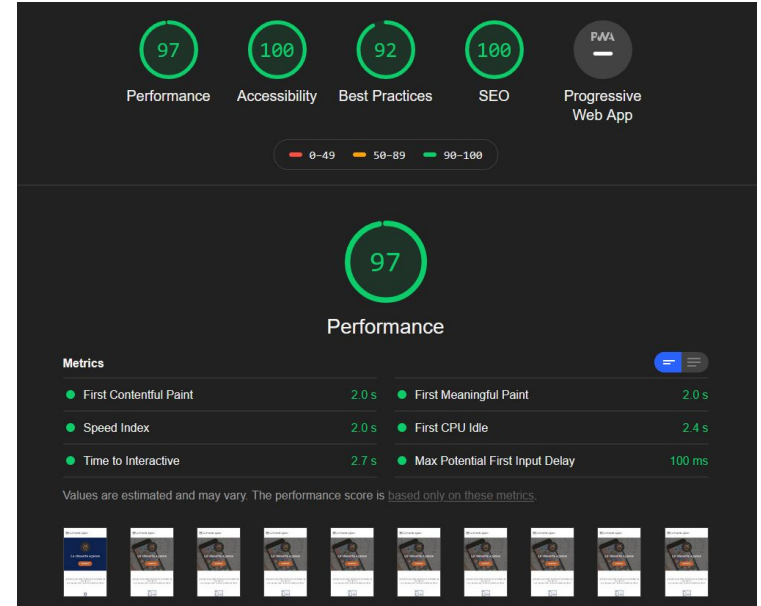 97 100 92 100 PWA
Performance Accessibility Best Practices SEO Progressive
Web App
0–49 50–89 90–100
97
Performance
Metrics
First Contentful Paint 2.0 s First Meaningful Paint 2.0 s
Speed Index 2.0 s First CPU Idle 2.4 s
Time to Interactive 2.7 s Max Potential First Input Delay 100 ms
Values are estimated and may vary. The performance score is based only on these metrics.